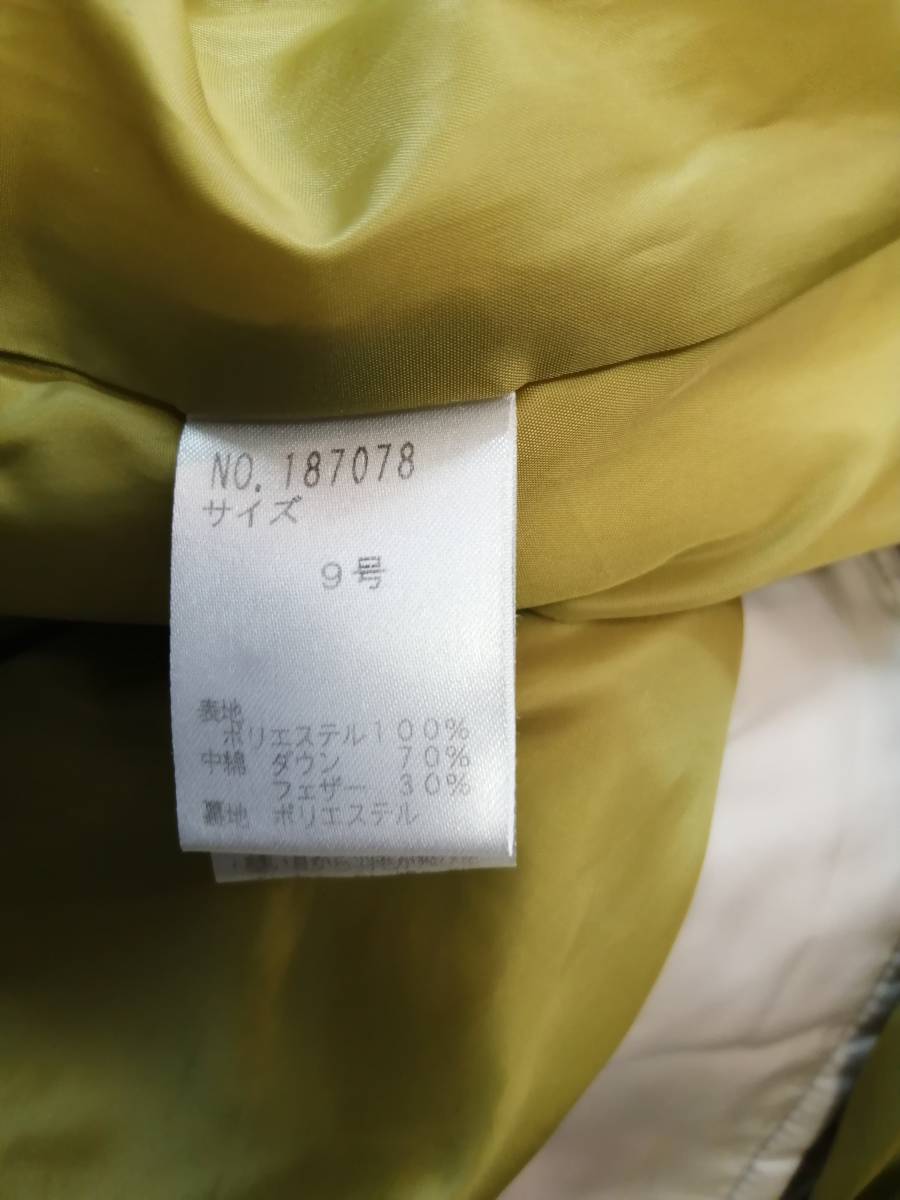 NO. 187078
サイズ
9号
表地
ポリエステル100%
中綿 ダウン 70%
フェザー 30%
裏地 ポリエステル